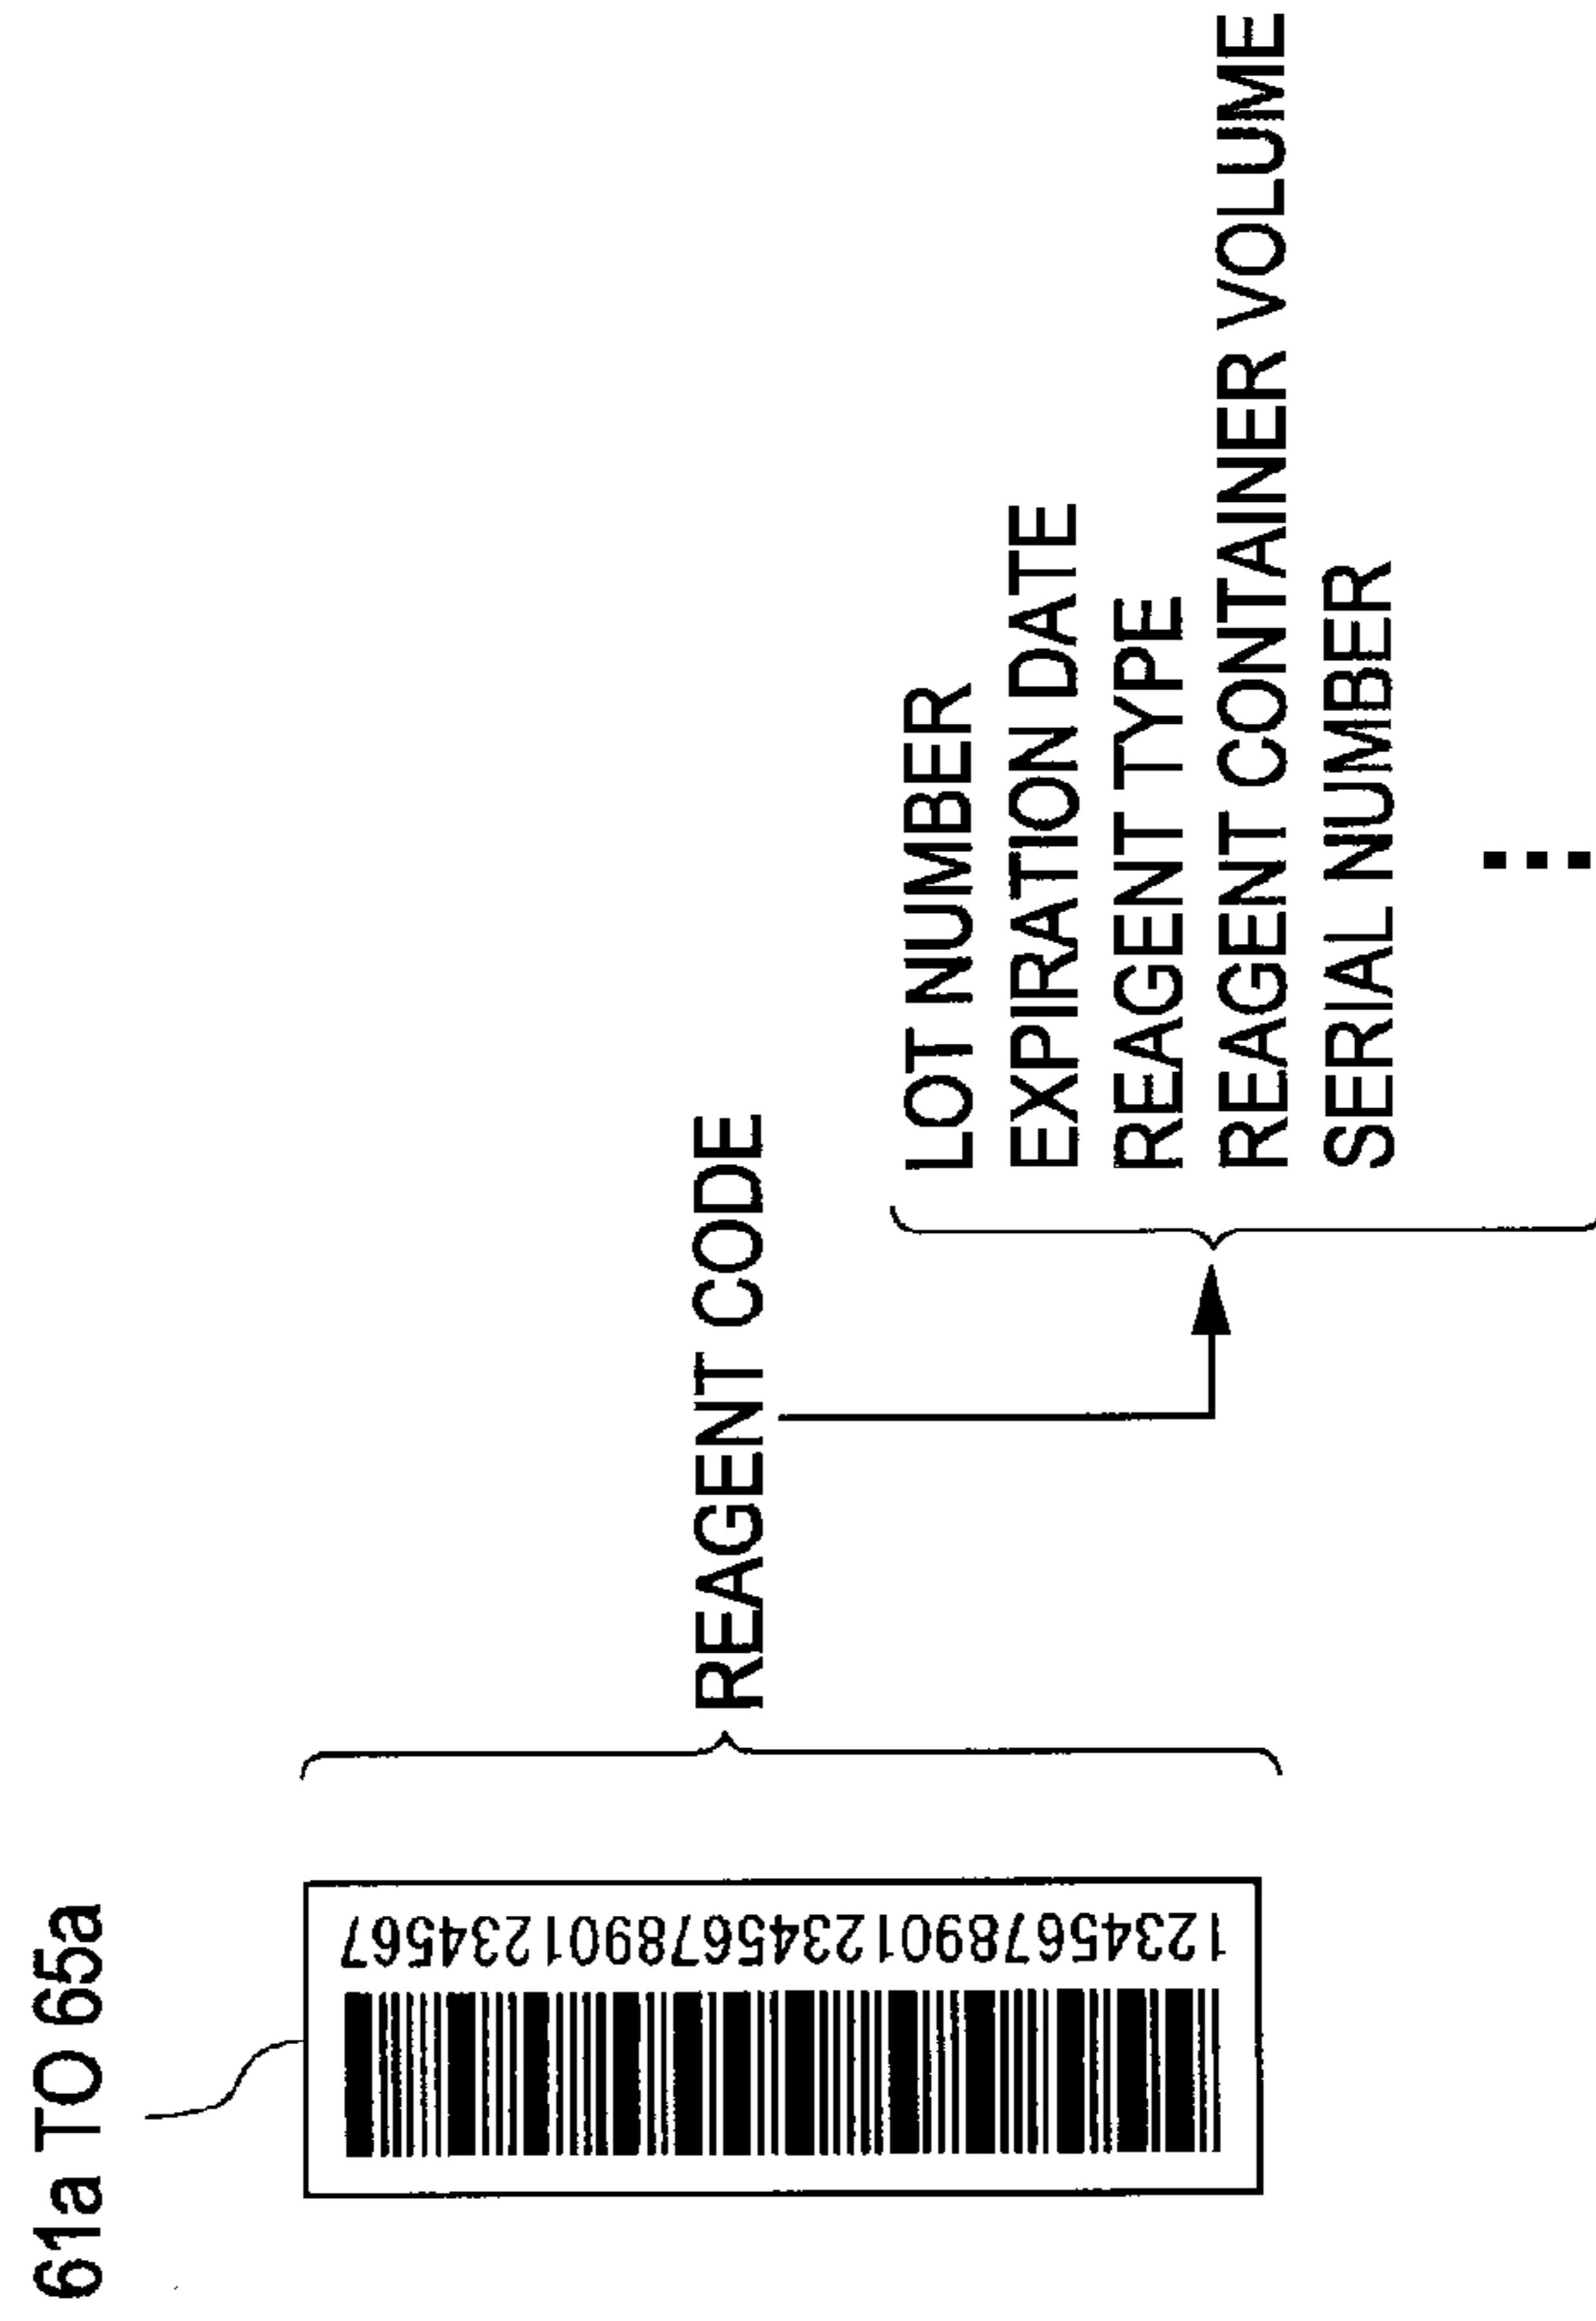 61a TO 65a
123456789012345678901234567
REAGENT CODE
LOT NUMBER
EXPIRATION DATE
REAGENT TYPE
REAGENT CONTAINER VOLUME
SERIAL NUMBER